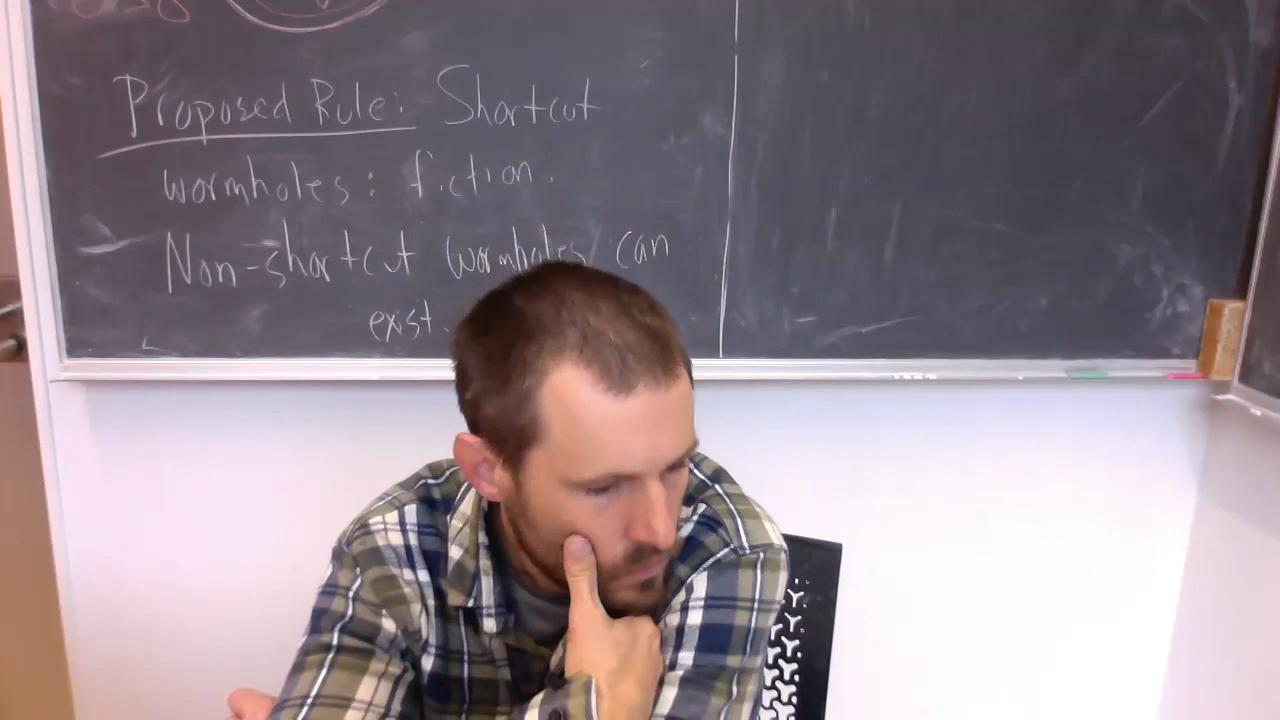 Proposed Rule: Shortcut
wormholes: fiction.
Non-shortcut wormholes can
exist.